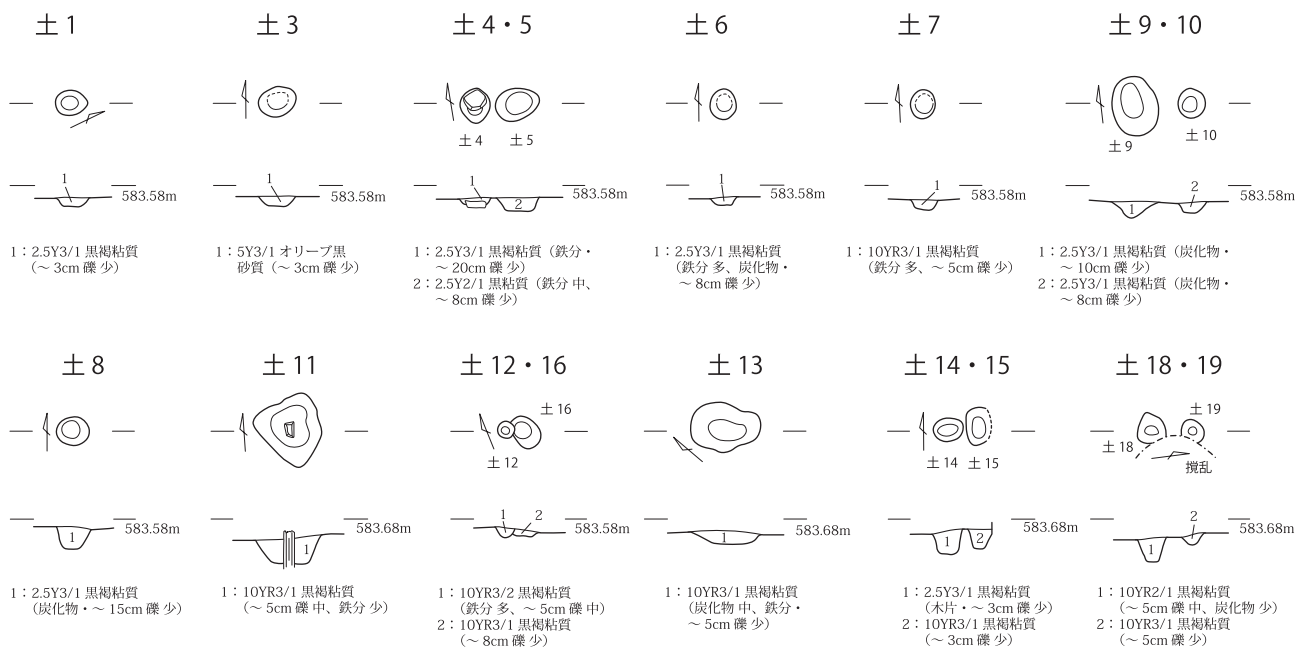 土1
土3
土4・5
土6
土7
土9・10
土4
土5
土9
土10
1
583.58m
1
583.58m
1
2
583.58m
1
583.58m
1
583.58m
1
2
583.58m
1：2.5Y3/1 黒褐粘質
（～ 3cm 礫 少）
1：5Y3/1 オリーブ黒
砂質（～ 3cm 礫 少）
1：2.5Y3/1 黒褐粘質（鉄分・
～ 20cm 礫 少）
2：2.5Y2/1 黒粘質（鉄分 中、
～ 8cm 礫 少）
1：2.5Y3/1 黒褐粘質
（鉄分 多、炭化物・
～ 8cm 礫 少）
1：10YR3/1 黒褐粘質
（鉄分 多、～ 5cm 礫 少）
1：2.5Y3/1 黒褐粘質（炭化物・
～ 10cm 礫 少）
2：2.5Y3/1 黒褐粘質（炭化物・
～ 8cm 礫 少）
土8
土11
土12・16
土13
土14・15
土18・19
土16
土12
土14
土15
土19
土18
撹乱
1
583.58m
1
583.68m
1
2
583.58m
1
583.68m
1
2
583.68m
1
2
583.68m
1：2.5Y3/1 黒褐粘質
（炭化物・～ 15cm 礫 少）
1：10YR3/1 黒褐粘質
（～ 5cm 礫 中、鉄分 少）
1：10YR3/2 黒褐粘質
（鉄分 多、～ 5cm 礫 中）
2：10YR3/1 黒褐粘質
（～ 8cm 礫 少）
1：10YR3/1 黒褐粘質
（炭化物 中、鉄分・
～ 5cm 礫 少）
1：2.5Y3/1 黒褐粘質
（木片・～ 3cm 礫 少）
2：10YR3/1 黒褐粘質
（～ 3cm 礫 少）
1：10YR2/1 黒褐粘質
（～ 5cm 礫 中、炭化物 少）
2：10YR3/1 黒褐粘質
（～ 5cm 礫 少）